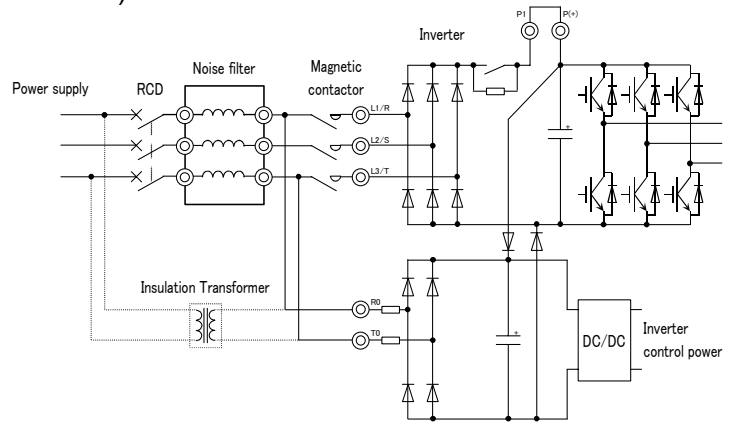 P1 P(+)
Inverter
Noise filter
Magnetic
contactor
Power supply
RCD
L1/R
L2/S
L3/T
+
Insulation Transformer
R0
T0
+
DC/DC
Inverter
control power